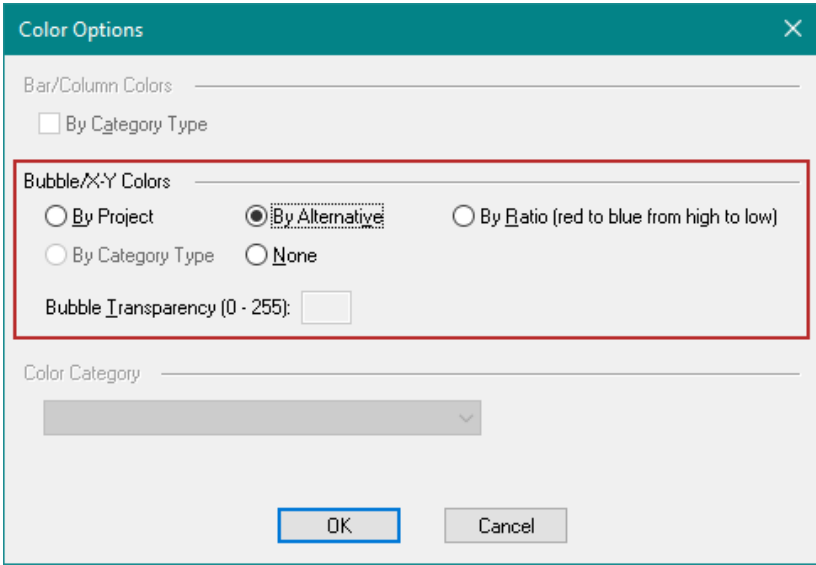 Color Options
Bar/Column Colors
By Category Type
Bubble/X-Y Colors
By Project By Alternative By Ratio (red to blue from high to low)
By Category Type None
Bubble Transparency (0 - 255):
Color Category
OK Cancel